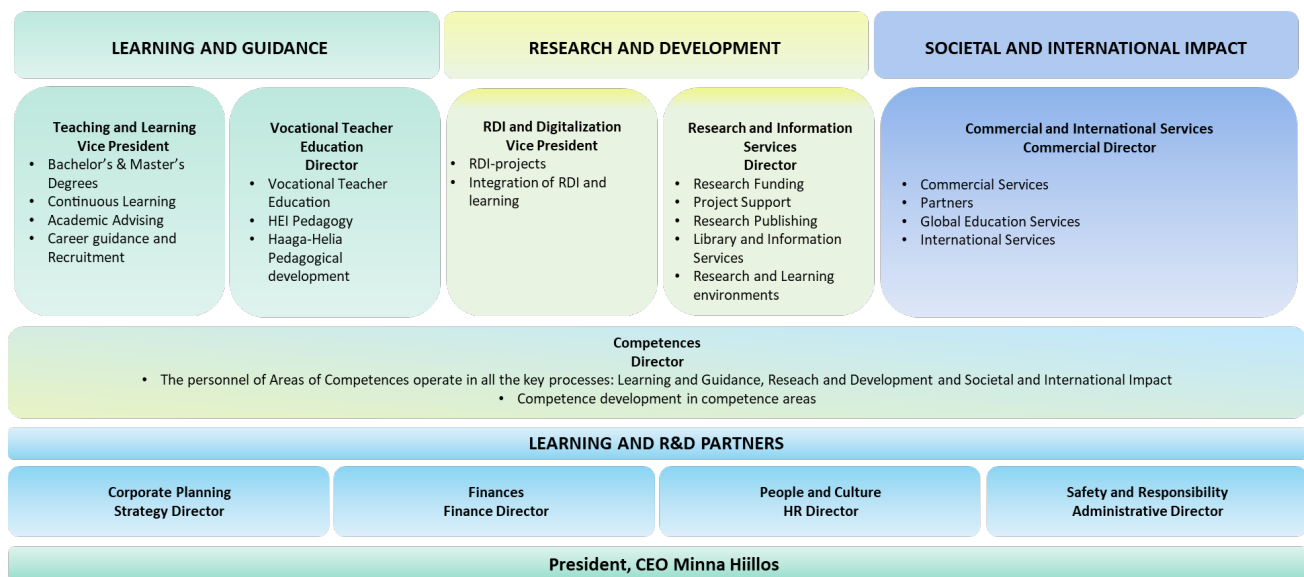 LEARNING AND GUIDANCE
RESEARCH AND DEVELOPMENT
SOCIETAL AND INTERNATIONAL IMPACT
Teaching and Learning
Vice President
• Bachelor's & Master's
Degrees
• Continuous Learning
• Academic Advising
• Career guidance and
Recruitment
Vocational Teacher
Education
Director
• Vocational Teacher
Education
• HEI Pedagogy
• Haaga-Helia
Pedagogical
development
RDI and Digitalization
Vice President
• RDI-projects
• Integration of RDI and
learning
Research and Information
Services
Director
• Research Funding
• Project Support
• Research Publishing
• Library and Information
Services
• Research and Learning
environments
Commercial and International Services
Commercial Director
• Commercial Services
• Partners
• Global Education Services
• International Services
Competences
Director
• The personnel of Areas of Competences operate in all the key processes: Learning and Guidance, Reseach and Development and Societal and International Impact
• Competence development in competence areas
LEARNING AND R&D PARTNERS
Corporate Planning
Strategy Director
Finances
Finance Director
People and Culture
HR Director
Safety and Responsibility
Administrative Director
President, CEO Minna Hiillos